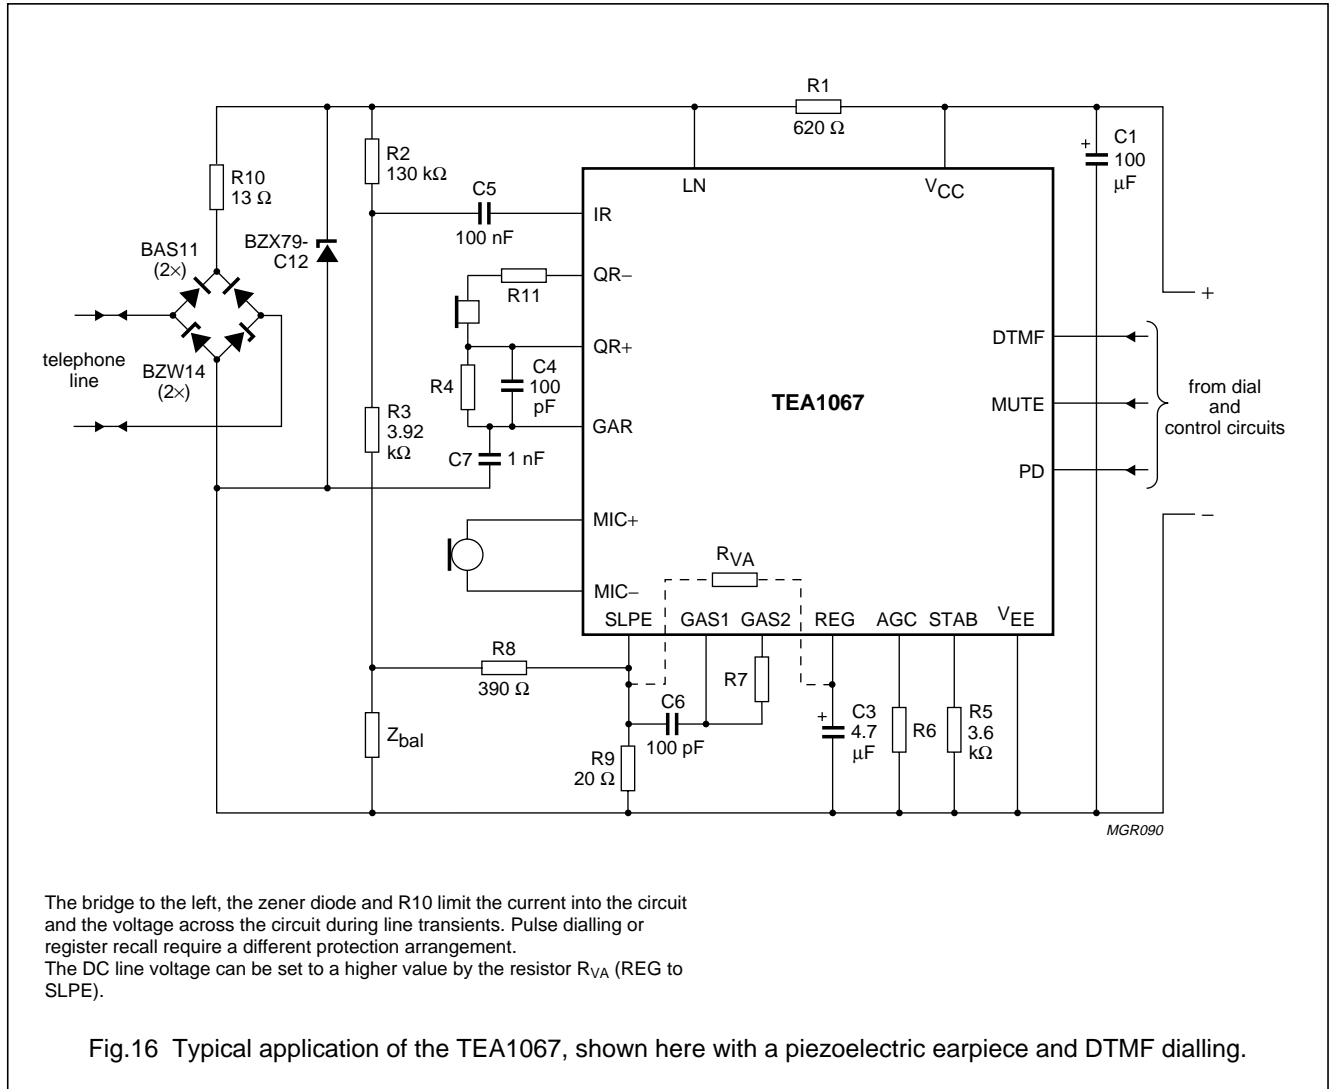 R1
620 Ω
C1
100
μF
+
R2
130 kΩ
R10
13 Ω
C5
100 nF
LN
VCC
IR
BAS11
(2×)
BZX79-
C12
QR−
R11
+
telephone
line
BZW14
(2×)
QR+
R4
C4
100
pF
DTMF
MUTE
PD
from dial
and
control circuits
TEA1067
R3
3.92
kΩ
GAR
C7
1 nF
MIC+
MIC−
−
RVA
SLPE
GAS1
GAS2
REG
AGC
STAB
VEE
R8
390 Ω
R7
C6
100 pF
Zbal
R9
20 Ω
+
C3
4.7
μF
R6
R5
3.6
kΩ
MGR090
The bridge to the left, the zener diode and R10 limit the current into the circuit
and the voltage across the circuit during line transients. Pulse dialling or
register recall require a different protection arrangement.
The DC line voltage can be set to a higher value by the resistor RVA (REG to
SLPE).
Fig.16 Typical application of the TEA1067, shown here with a piezoelectric earpiece and DTMF dialling.